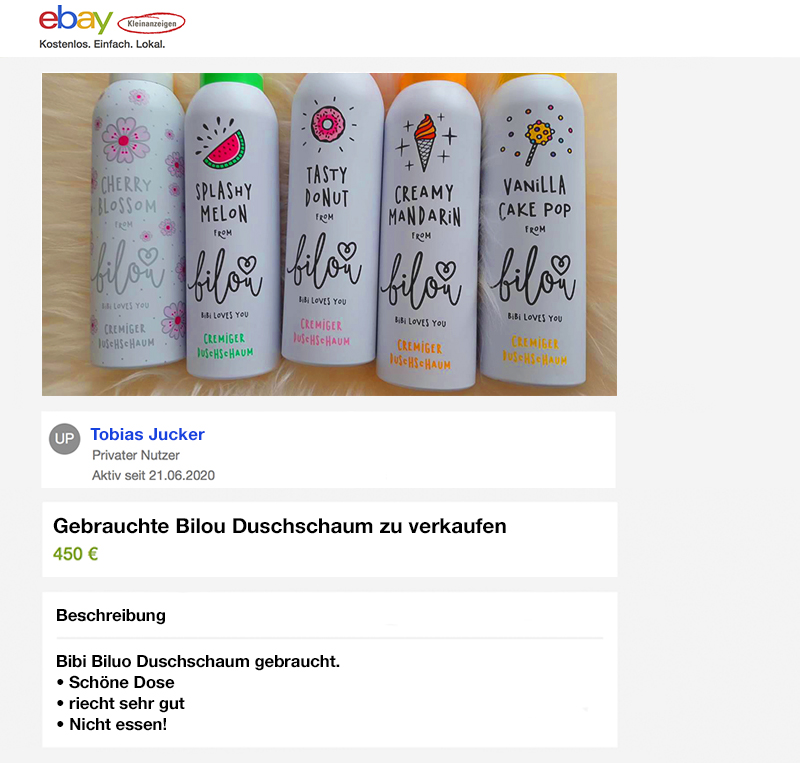 ebay Kleinanzeigen
Kostenlos. Einfach. Lokal.
CHERRY
BLOSSOM
FROM
bilou
BIBI LOVES YOU
CREMIGER
DUSCHSCHAUM
SPLASHY
MELON
FROM
bilou
BIBI LOVES YOU
CREMIGER
DUSCHSCHAUM
TASTY
DONUT
FROM
bilou
BIBI LOVES YOU
CREMIGER
DUSCHSCHAUM
CREAMY
MANDARIN
FROM
bilou
BIBI LOVES YOU
CREMIGER
DUSCHSCHAUM
VANILLA
CAKE POP
FROM
bilou
BIBI LOVES YOU
CREMIGER
DUSCHSCHAUM
UP
Tobias Jucker
Privater Nutzer
Aktiv seit 21.06.2020
Gebrauchte Bilou Duschschaum zu verkaufen
450 €
Beschreibung
Bibi Biluo Duschschaum gebraucht.
• Schöne Dose
• riecht sehr gut
• Nicht essen!